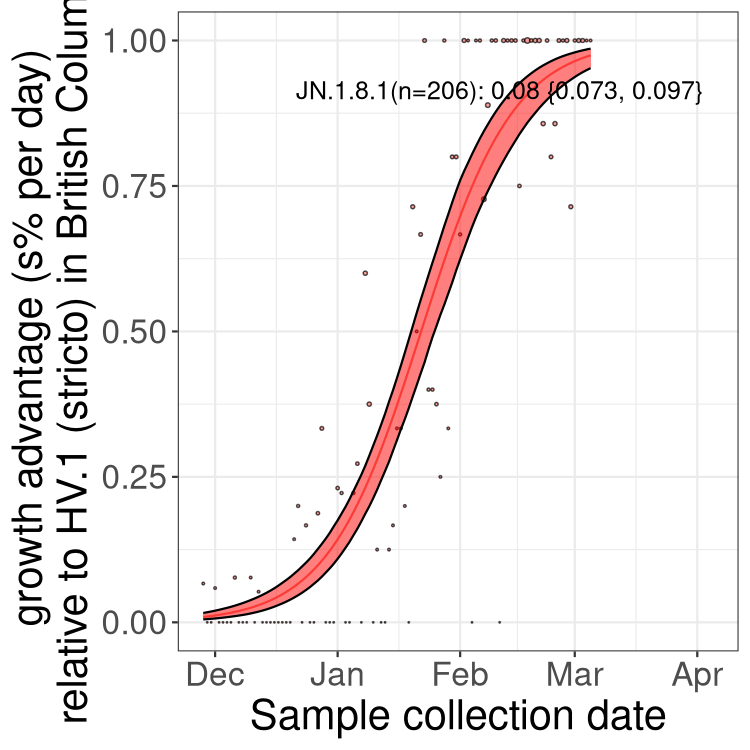 growth advantage (s% per day)
relative to HV.1 (stricto) in British Colum
1.00
0.75
0.50
0.25
0.00
JN.1.8.1(n=206): 0.08 {0.073, 0.097}
Dec Jan Feb Mar Apr
Sample collection date